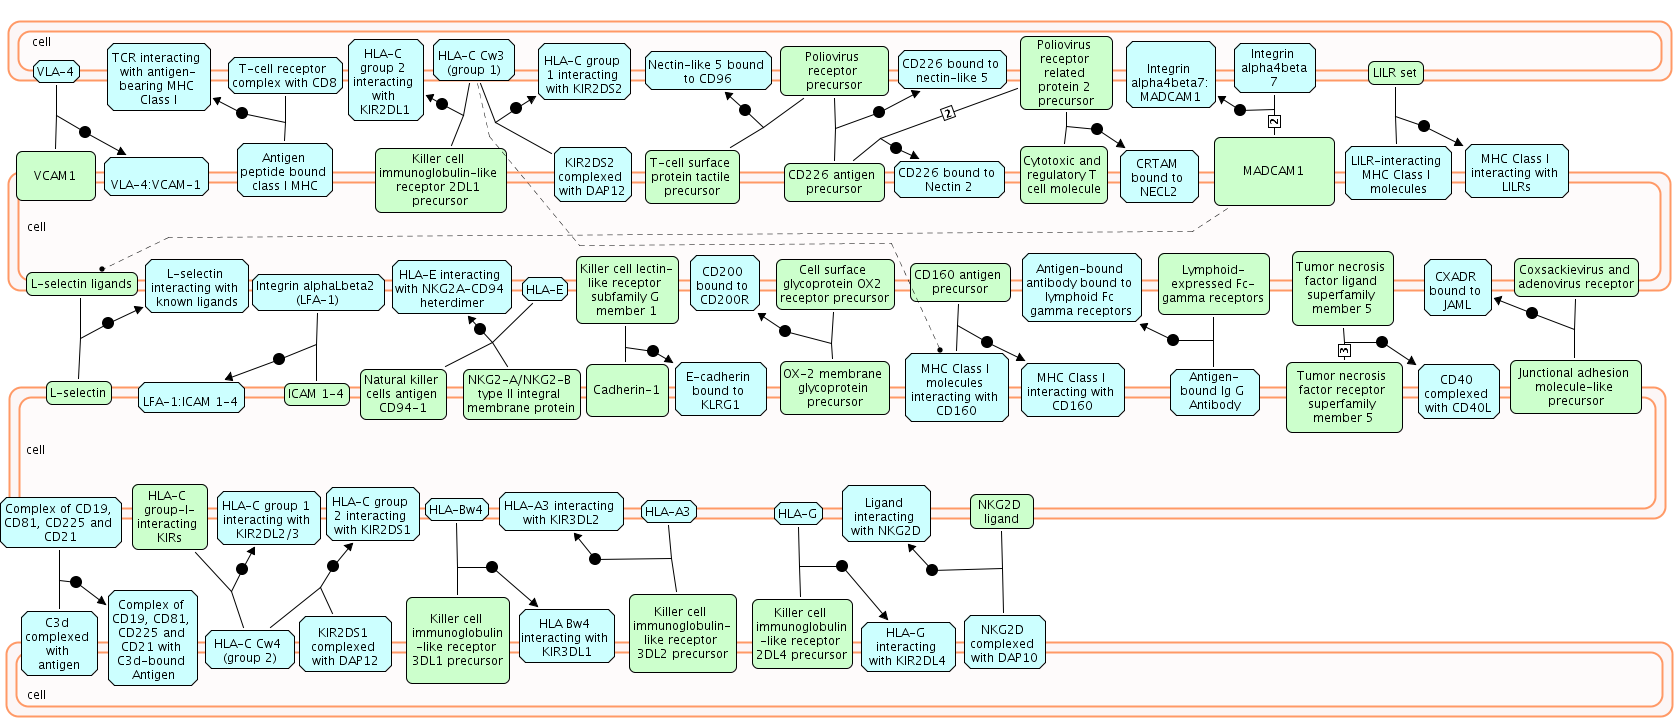 cell
VLA-4
TCR interacting
with antigen-
bearing MHC
Class I
T-cell receptor
complex with CD8
HLA-C
group 2
interacting
with
KIR2DL1
HLA-C Cw3
(group 1)
HLA-C group
1 interacting
with KIR2DS2
Nectin-like 5 bound
to CD96
Poliovirus
receptor
precursor
CD226 bound to
nectin-like 5
Poliovirus
receptor
related
protein 2
precursor
Integrin
alpha4beta7:
MADCAM1
Integrin
alpha4beta
7
LILR set
2
2
VCAM1
VLA-4:VCAM-1
Antigen
peptide bound
class I MHC
Killer cell
immunoglobulin-like
receptor 2DL1
precursor
KIR2DS2
complexed
with DAP12
T-cell surface
protein tactile
precursor
CD226 antigen
precursor
CD226 bound to
Nectin 2
Cytotoxic and
regulatory T
cell molecule
CRTAM
bound to
NECL2
MADCAM1
LILR-interacting
MHC Class I
molecules
MHC Class I
interacting with
LILRs
cell
L-selectin ligands
L-selectin
interacting with
known ligands
Integrin alphaLbeta2
(LFA-1)
HLA-E interacting
with NKG2A-CD94
heterdimer
HLA-E
Killer cell lectin-
like receptor
subfamily G
member 1
CD200
bound to
CD200R
Cell surface
glycoprotein OX2
receptor precursor
CD160 antigen
precursor
Antigen-bound
antibody bound to
lymphoid Fc
gamma receptors
Lymphoid-
expressed Fc-
gamma receptors
Tumor necrosis
factor ligand
superfamily
member 5
CXADR
bound to
JAML
Coxsackievirus and
adenovirus receptor
3
L-selectin
LFA-1:ICAM 1-4
ICAM 1-4
Natural killer
cells antigen
CD94-1
NKG2-A/NKG2-B
type II integral
membrane protein
Cadherin-1
E-cadherin
bound to
KLRG1
OX-2 membrane
glycoprotein
precursor
MHC Class I
molecules
interacting with
CD160
MHC Class I
interacting with
CD160
Antigen-
bound Ig G
Antibody
Tumor necrosis
factor receptor
superfamily
member 5
CD40
complexed
with CD40L
Junctional adhesion
molecule-like
precursor
cell
Complex of CD19,
CD81, CD225 and
CD21
HLA-C
group-I-
interacting
KIRs
HLA-C group 1
interacting with
KIR2DL2/3
HLA-C group
2 interacting
with KIR2DS1
HLA-Bw4
HLA-A3 interacting
with KIR3DL2
HLA-A3
HLA-G
Ligand
interacting
with NKG2D
NKG2D
ligand
C3d
complexed
with
antigen
Complex of
CD19, CD81,
CD225 and
CD21 with
C3d-bound
Antigen
HLA-C Cw4
(group 2)
KIR2DS1
complexed
with DAP12
Killer cell
immunoglobulin
-like receptor
3DL1 precursor
HLA Bw4
interacting with
KIR3DL1
Killer cell
immunoglobulin-
like receptor
3DL2 precursor
Killer cell
immunoglobulin
-like receptor
2DL4 precursor
HLA-G
interacting
with KIR2DL4
NKG2D
complexed
with DAP10
cell